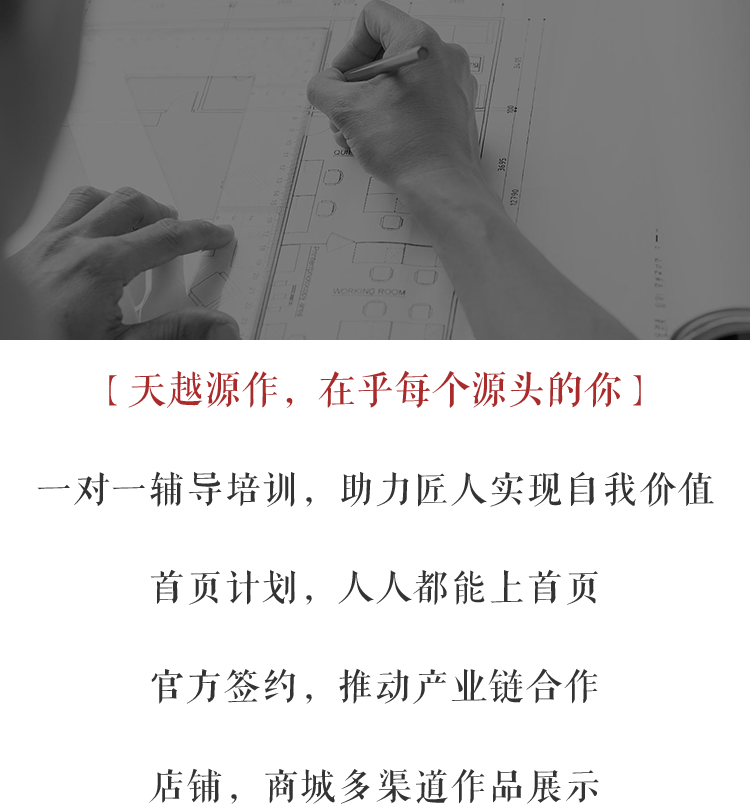 QUIE
3695
12790
WORKING ROOM
【天越源作，在乎每个源头的你】
一对一辅导培训，助力匠人实现自我价值
首页计划，人人都能上首页
官方签约，推动产业链合作
店铺，商城多渠道作品展示